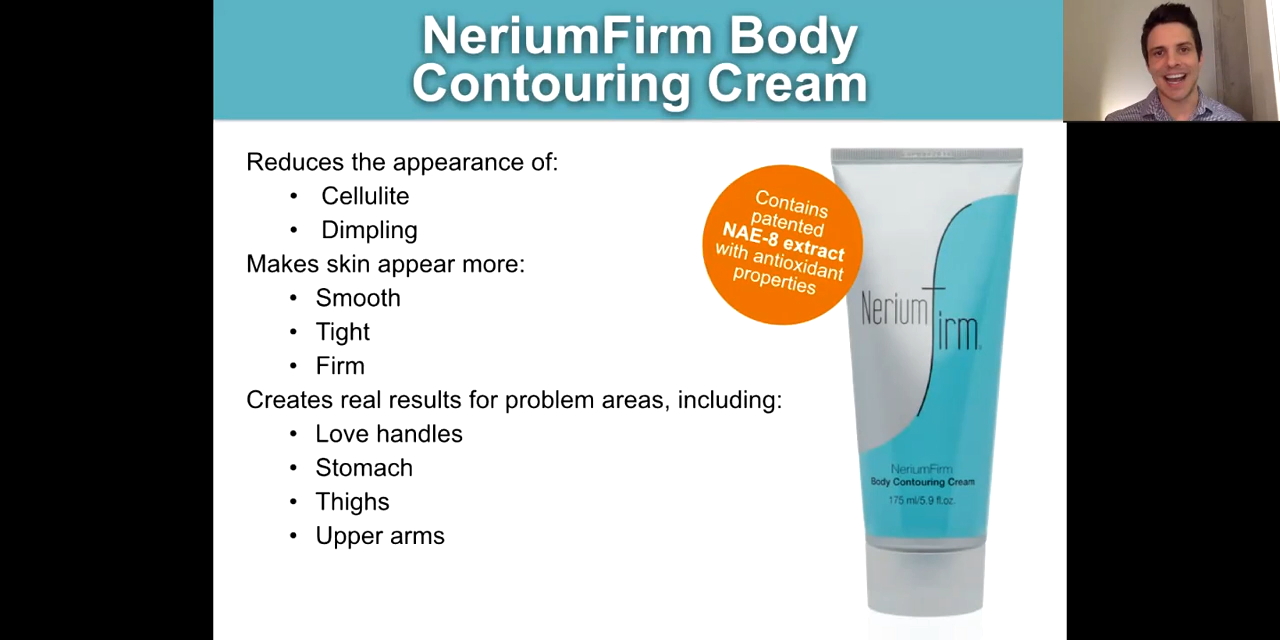 NeriumFirm Body
Contouring Cream
Reduces the appearance of:
• Cellulite
• Dimpling
Makes skin appear more:
• Smooth
• Tight
• Firm
Creates real results for problem areas, including:
• Love handles
• Stomach
• Thighs
• Upper arms
Contains
patented
NAE-8 extract
with antioxidant
properties
Nerium
firm
NeriumFirm
Body Contouring Cream
175 ml/5.9 fl.oz.